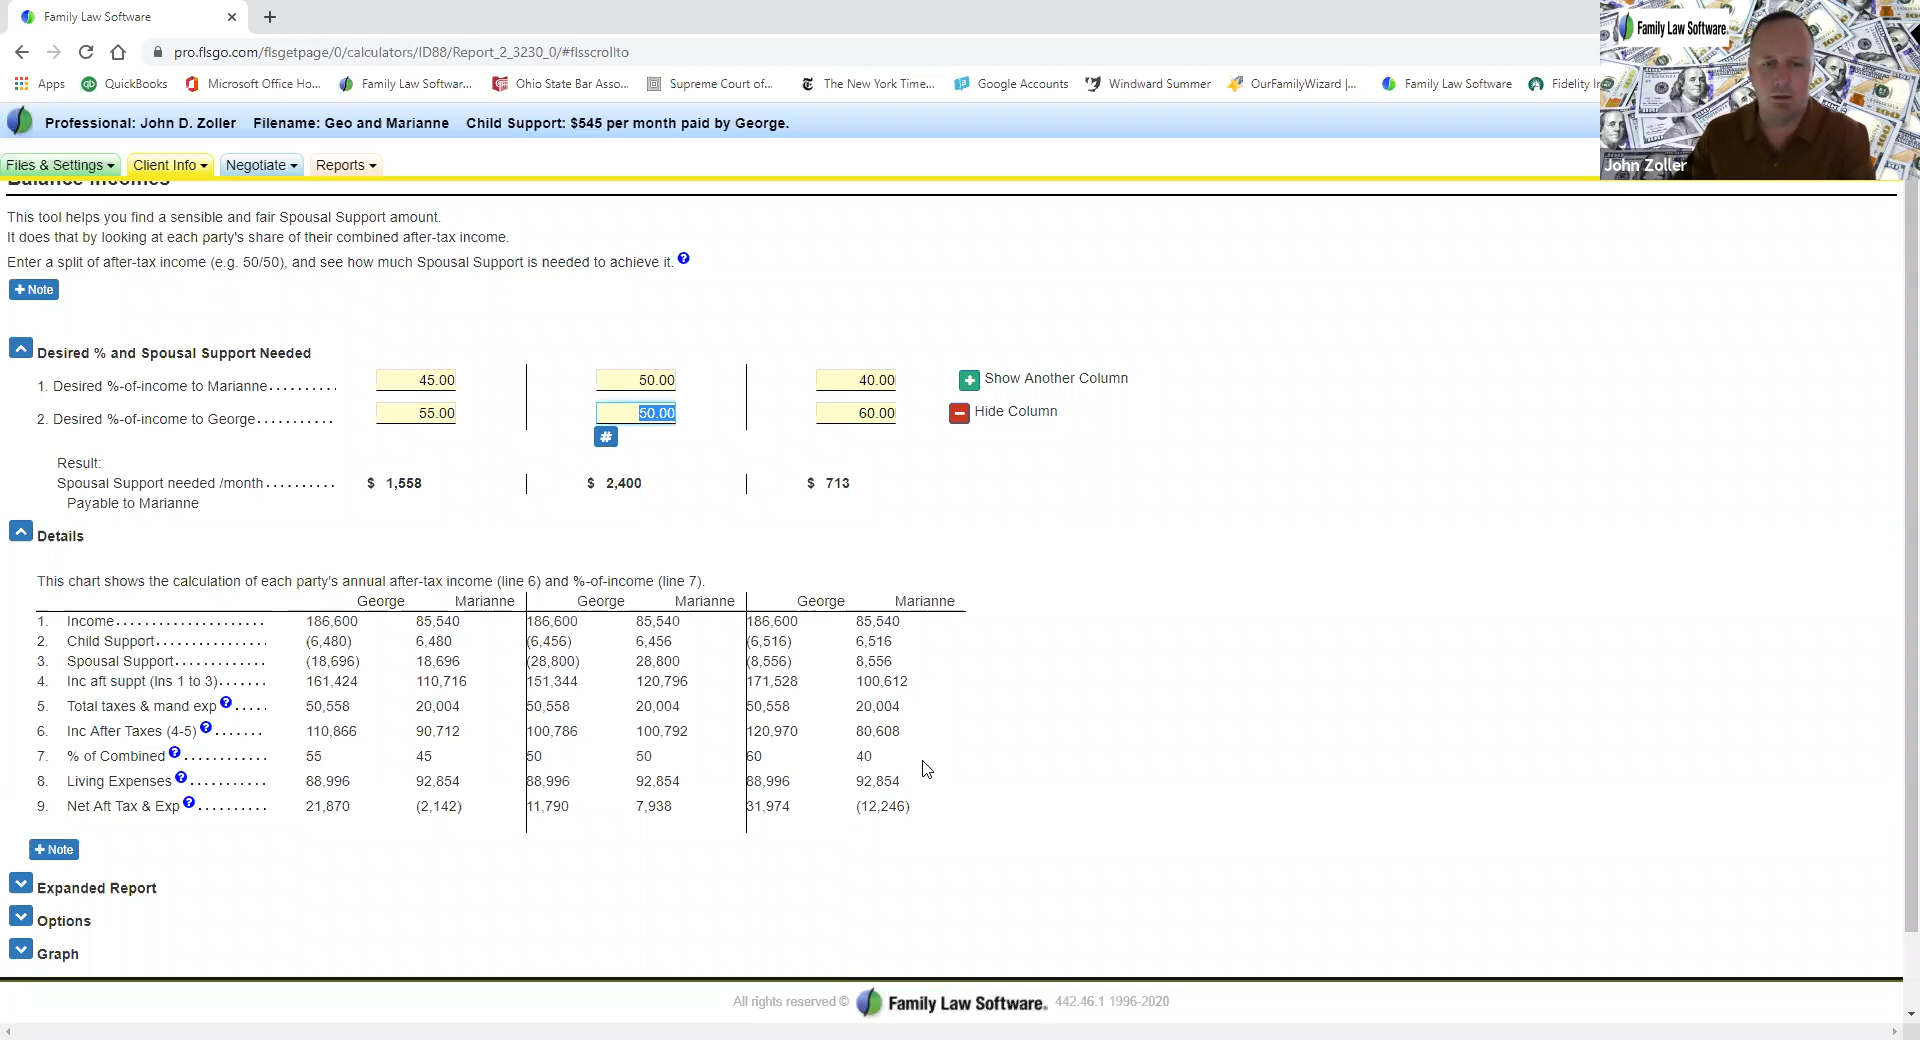 Family Law Software
pro.flsgo.com/flsgetpage/0/calculators/ID88/Report_2_3230_0/#flsscrollto
Apps QuickBooks Microsoft Office Ho... Family Law Softwar... Ohio State Bar Asso... Supreme Court of... The New York Time... Google Accounts Windward Summer OurFamilyWizard |... Family Law Software Fidelity
Family Law Software
John Zoller
Professional: John D. Zoller Filename: Geo and Marianne Child Support: $545 per month paid by George.
Files & Settings Client Info Negotiate Reports
Balance Incomes
This tool helps you find a sensible and fair Spousal Support amount.
It does that by looking at each party's share of their combined after-tax income.
Enter a split of after-tax income (e.g. 50/50), and see how much Spousal Support is needed to achieve it. ?
+ Note
Desired % and Spousal Support Needed
1. Desired %-of-income to Marianne.......... 45.00 50.00 40.00 + Show Another Column
2. Desired %-of-income to George........... 55.00 50.00 60.00 − Hide Column
#
Result:
Spousal Support needed /month.......... $ 1,558 $ 2,400 $ 713
Payable to Marianne
Details
This chart shows the calculation of each party's annual after-tax income (line 6) and %-of-income (line 7).
George Marianne George Marianne George Marianne
1. Income.................... 186,600 85,540 186,600 85,540 186,600 85,540
2. Child Support............... (6,480) 6,480 (6,456) 6,456 (6,516) 6,516
3. Spousal Support............. (18,696) 18,696 (28,800) 28,800 (8,556) 8,556
4. Inc aft suppt (lns 1 to 3)....... 161,424 110,716 151,344 120,796 171,528 100,612
5. Total taxes & mand exp ? ..... 50,558 20,004 50,558 20,004 50,558 20,004
6. Inc After Taxes (4-5) ? ....... 110,866 90,712 100,786 100,792 120,970 80,608
7. % of Combined ? ............ 55 45 50 50 60 40
8. Living Expenses ? ........... 88,996 92,854 88,996 92,854 88,996 92,854
9. Net Aft Tax & Exp ? .......... 21,870 (2,142) 11,790 7,938 31,974 (12,246)
+ Note
Expanded Report
Options
Graph
All rights reserved © Family Law Software. 442.46.1 1996-2020